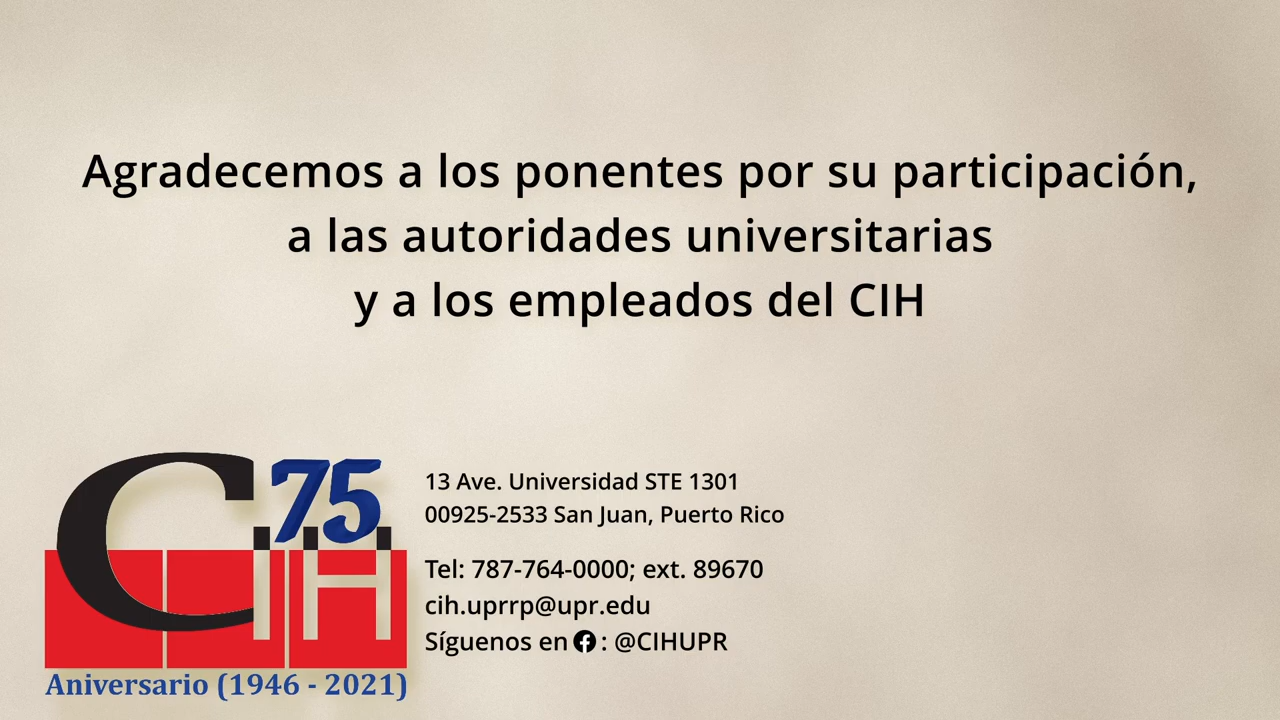 Agradecemos a los ponentes por su participación,
a las autoridades universitarias
y a los empleados del CIH
CIH 75
Aniversario (1946 - 2021)
13 Ave. Universidad STE 1301
00925-2533 San Juan, Puerto Rico
Tel: 787-764-0000; ext. 89670
cih.uprrp@upr.edu
Síguenos en : @CIHUPR